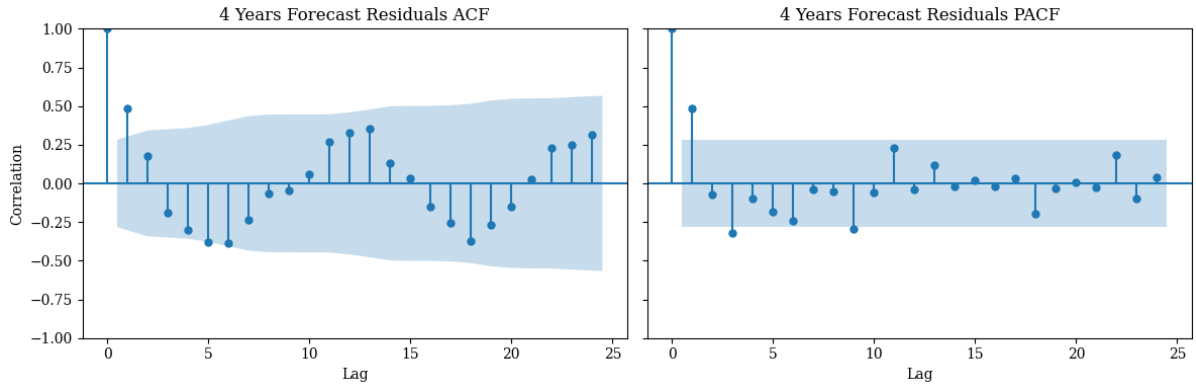 4 Years Forecast Residuals ACF
1.00
0.75
0.50
0.25
0.00
−0.25
−0.50
−0.75
−1.00
Correlation
0 5 10 15 20 25
Lag
4 Years Forecast Residuals PACF
0 5 10 15 20 25
Lag